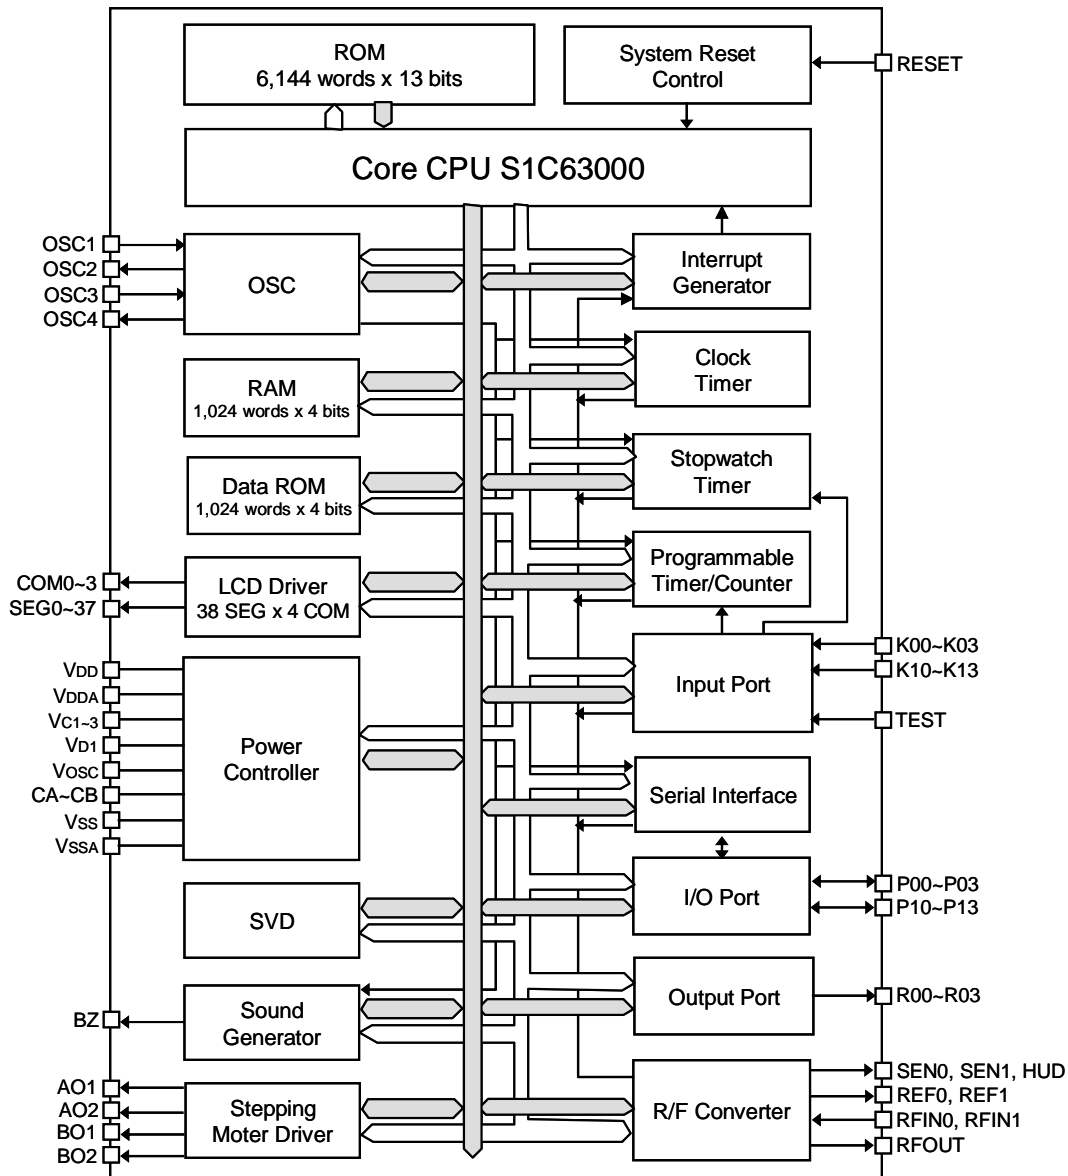 ROM
6,144 words x 13 bits
System Reset
Control
RESET
Core CPU S1C63000
OSC1
OSC2
OSC3
OSC4
OSC
Interrupt
Generator
RAM
1,024 words x 4 bits
Clock
Timer
Data ROM
1,024 words x 4 bits
Stopwatch
Timer
COM0~3
SEG0~37
LCD Driver
38 SEG x 4 COM
Programmable
Timer/Counter
VDD
VDDA
VC1~3
VD1
VOSC
CA~CB
VSS
VSSA
Power
Controller
Input Port
K00~K03
K10~K13
TEST
Serial Interface
SVD
I/O Port
P00~P03
P10~P13
BZ
Sound
Generator
Output Port
R00~R03
AO1
AO2
BO1
BO2
Stepping
Moter Driver
R/F Converter
SEN0, SEN1, HUD
REF0, REF1
RFIN0, RFIN1
RFOUT